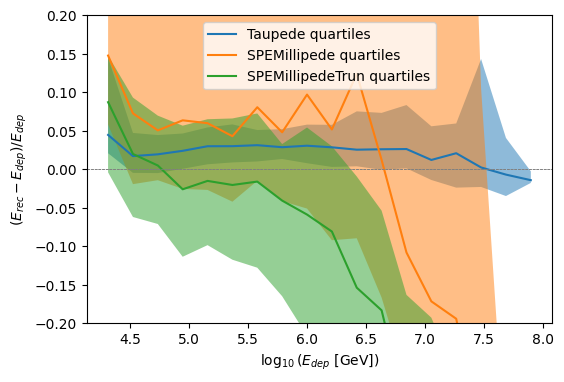 0.20
0.15
0.10
0.05
0.00
−0.05
−0.10
−0.15
−0.20
(E_rec − E_dep)/E_dep
Taupede quartiles
SPEMillipede quartiles
SPEMillipedeTrun quartiles
4.5 5.0 5.5 6.0 6.5 7.0 7.5 8.0
log₁₀ (E_dep [GeV])